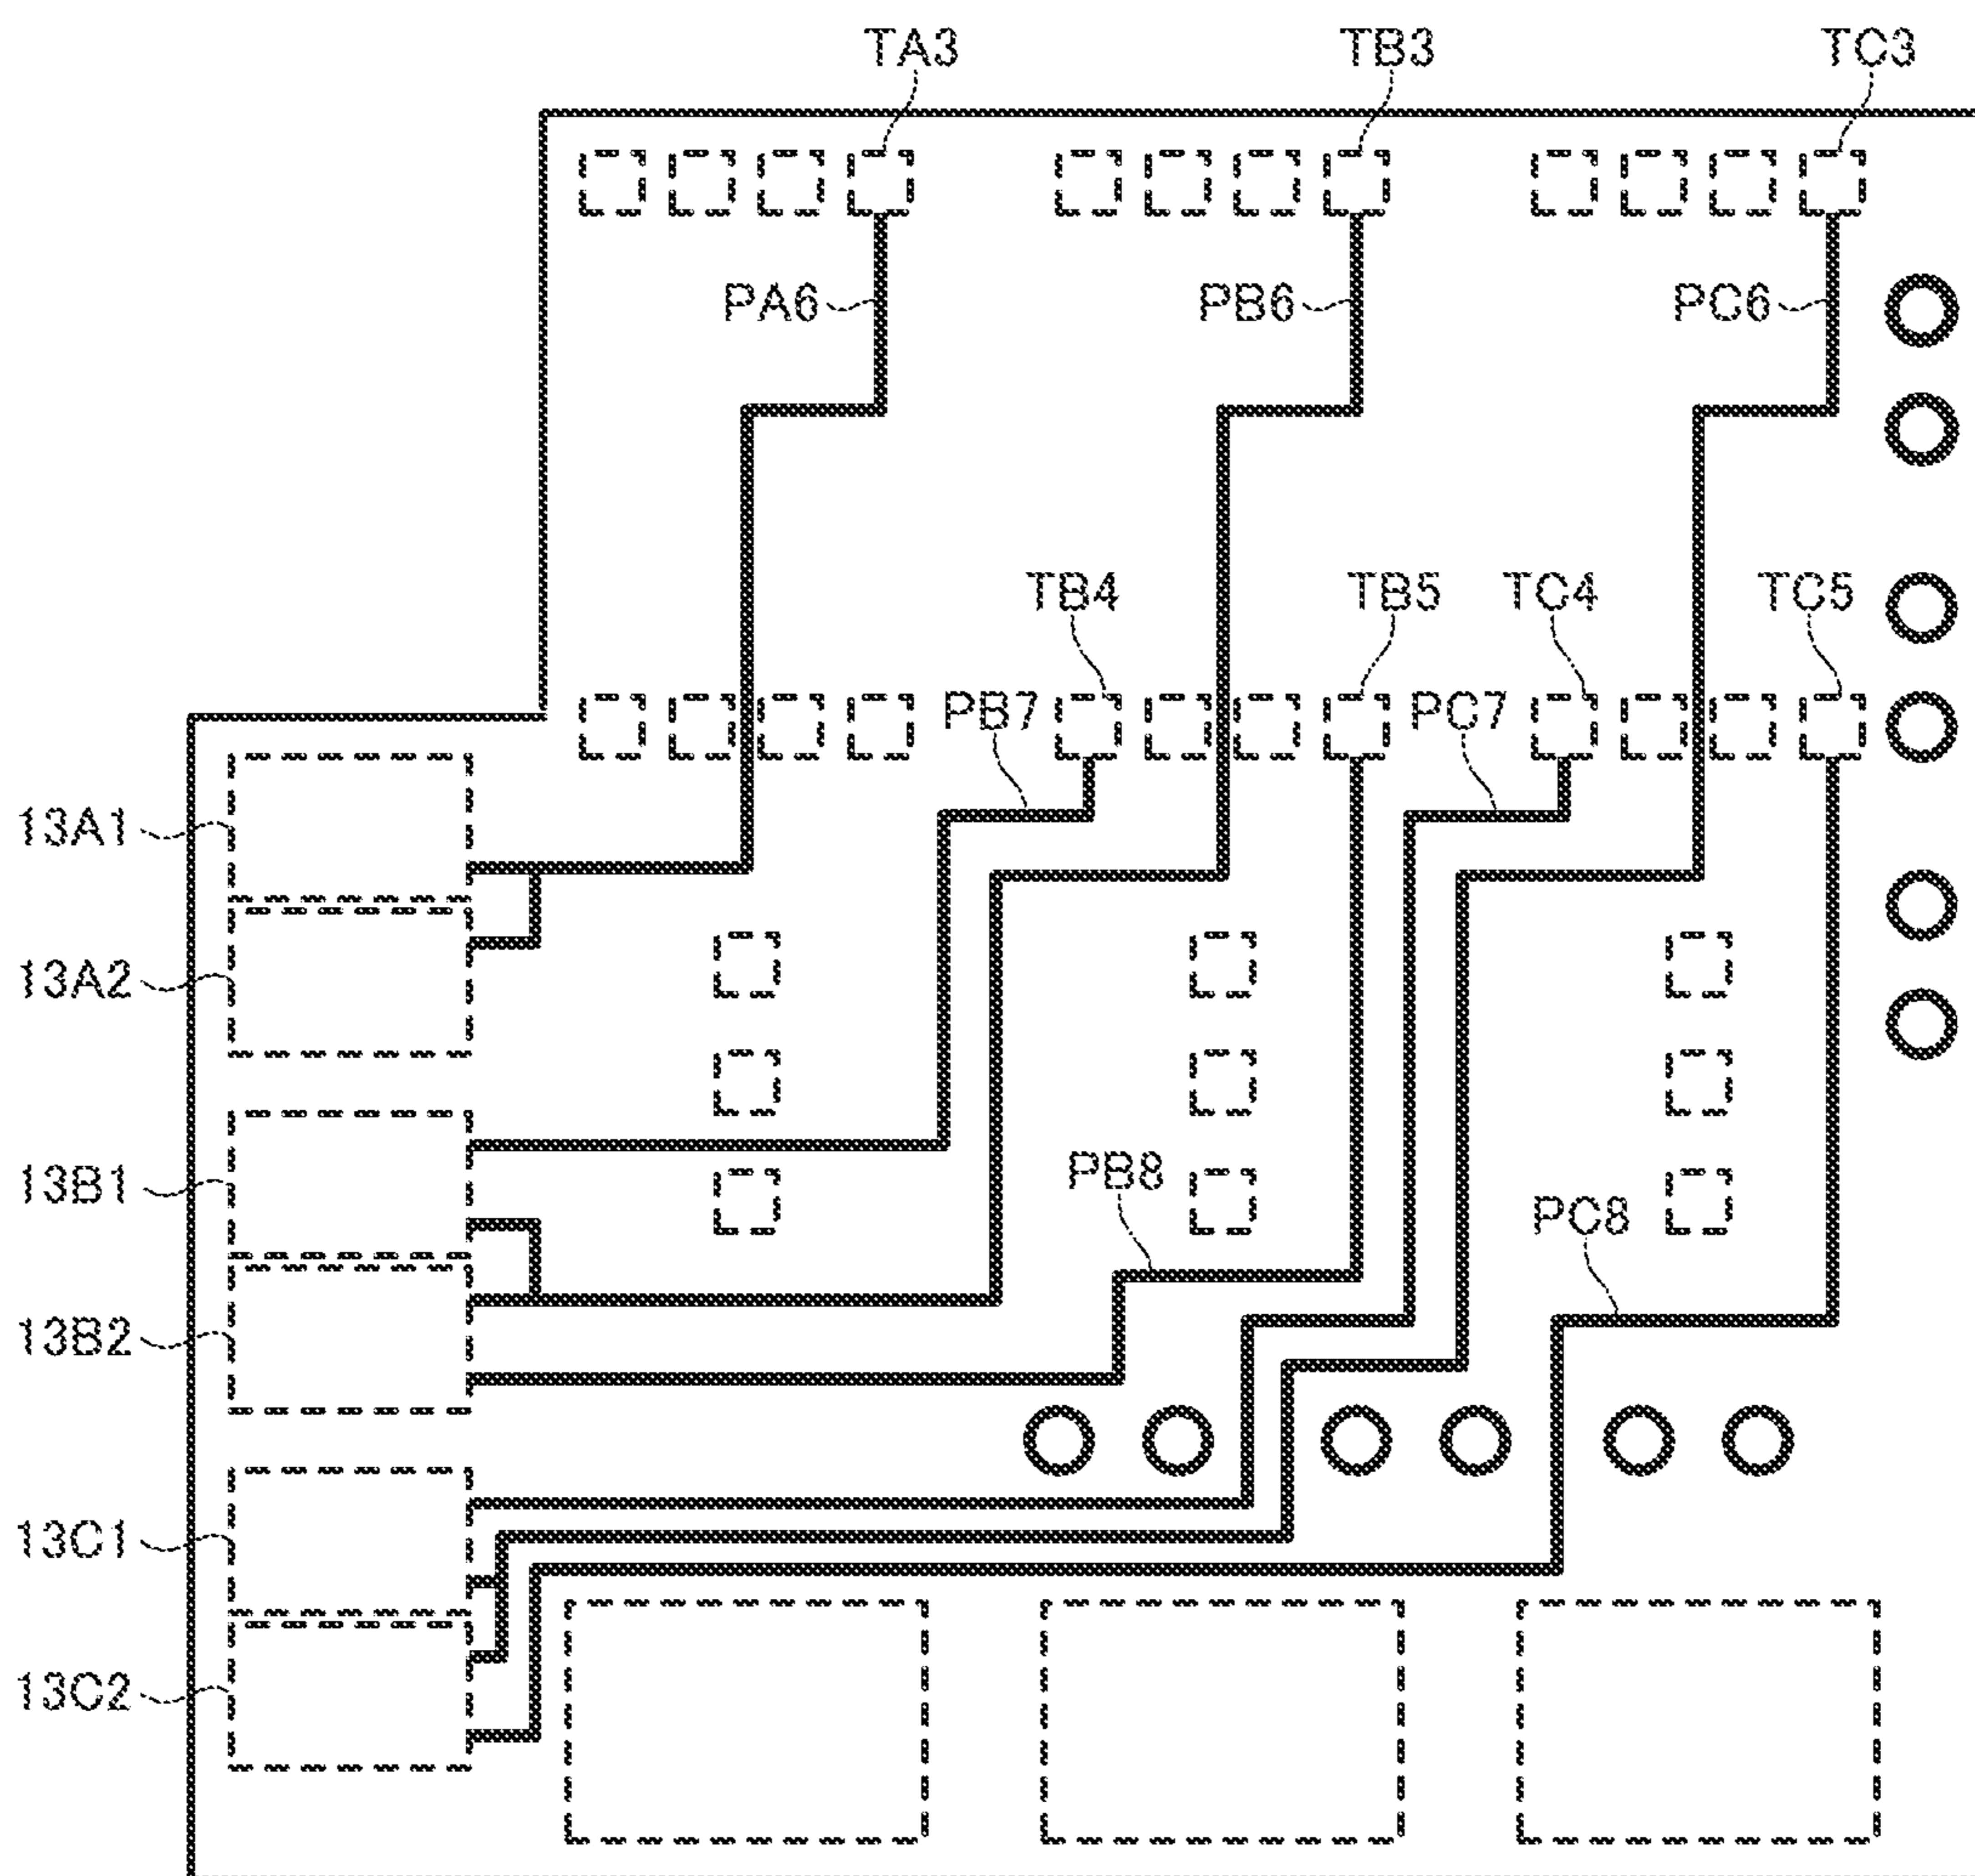 TA3 TB3 TC3
PA6 PB6 PC6
TB4 TB5 TC4 TC5
PB7 PC7
13A1
13A2
PB8
13B1
PC8
13B2
13C1
13C2